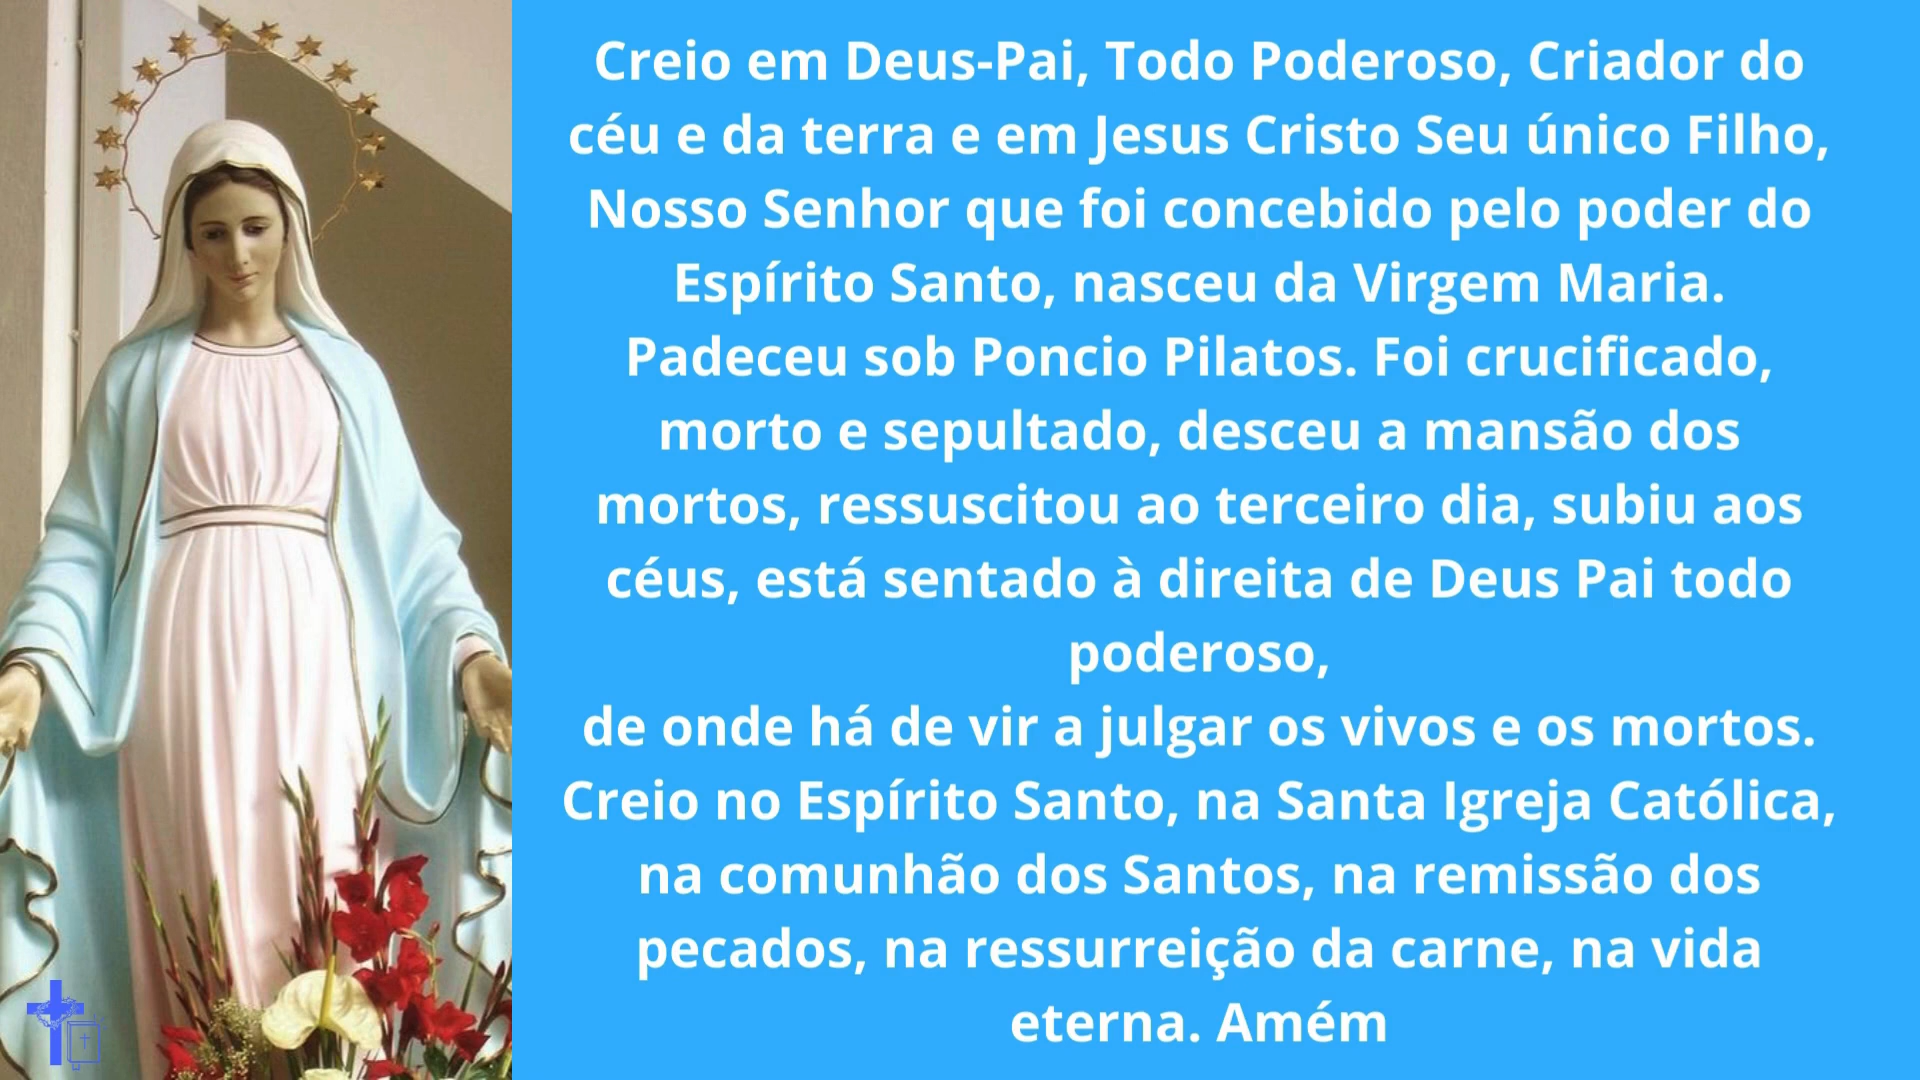 Creio em Deus-Pai, Todo Poderoso, Criador do
céu e da terra e em Jesus Cristo Seu único Filho,
Nosso Senhor que foi concebido pelo poder do
Espírito Santo, nasceu da Virgem Maria.
Padeceu sob Poncio Pilatos. Foi crucificado,
morto e sepultado, desceu a mansão dos
mortos, ressuscitou ao terceiro dia, subiu aos
céus, está sentado à direita de Deus Pai todo
poderoso,
de onde há de vir a julgar os vivos e os mortos.
Creio no Espírito Santo, na Santa Igreja Católica,
na comunhão dos Santos, na remissão dos
pecados, na ressurreição da carne, na vida
eterna. Amém